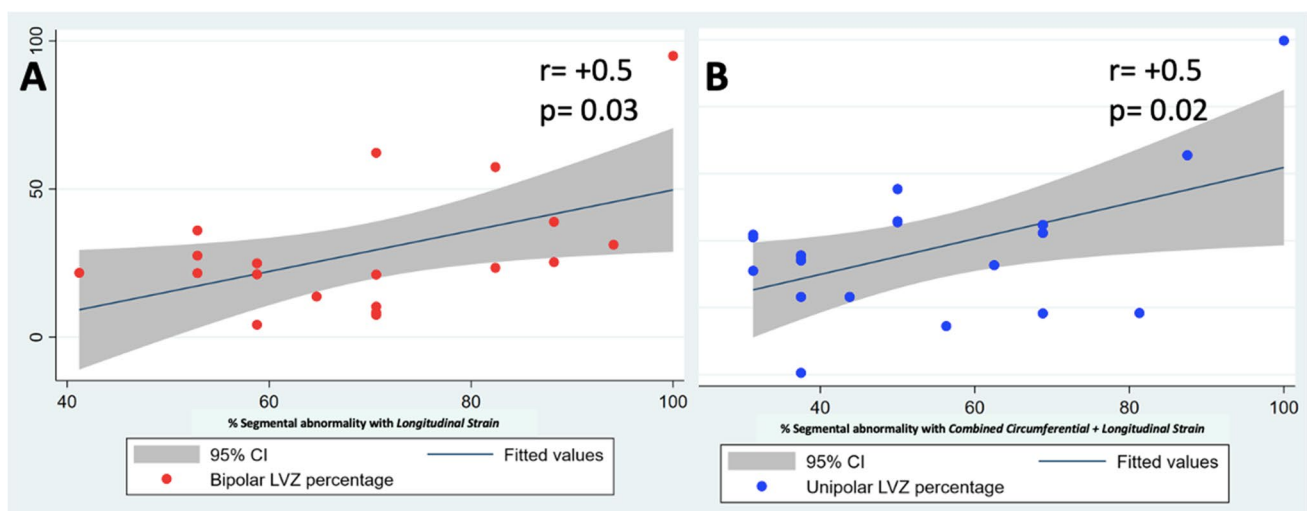 A
r= +0.5
p= 0.03
100
50
0
40 60 80 100
% Segmental abnormality with Longitudinal Strain
95% CI Fitted values
Bipolar LVZ percentage
B
r= +0.5
p= 0.02
40 60 80 100
% Segmental abnormality with Combined Circumferential + Longitudinal Strain
95% CI Fitted values
Unipolar LVZ percentage